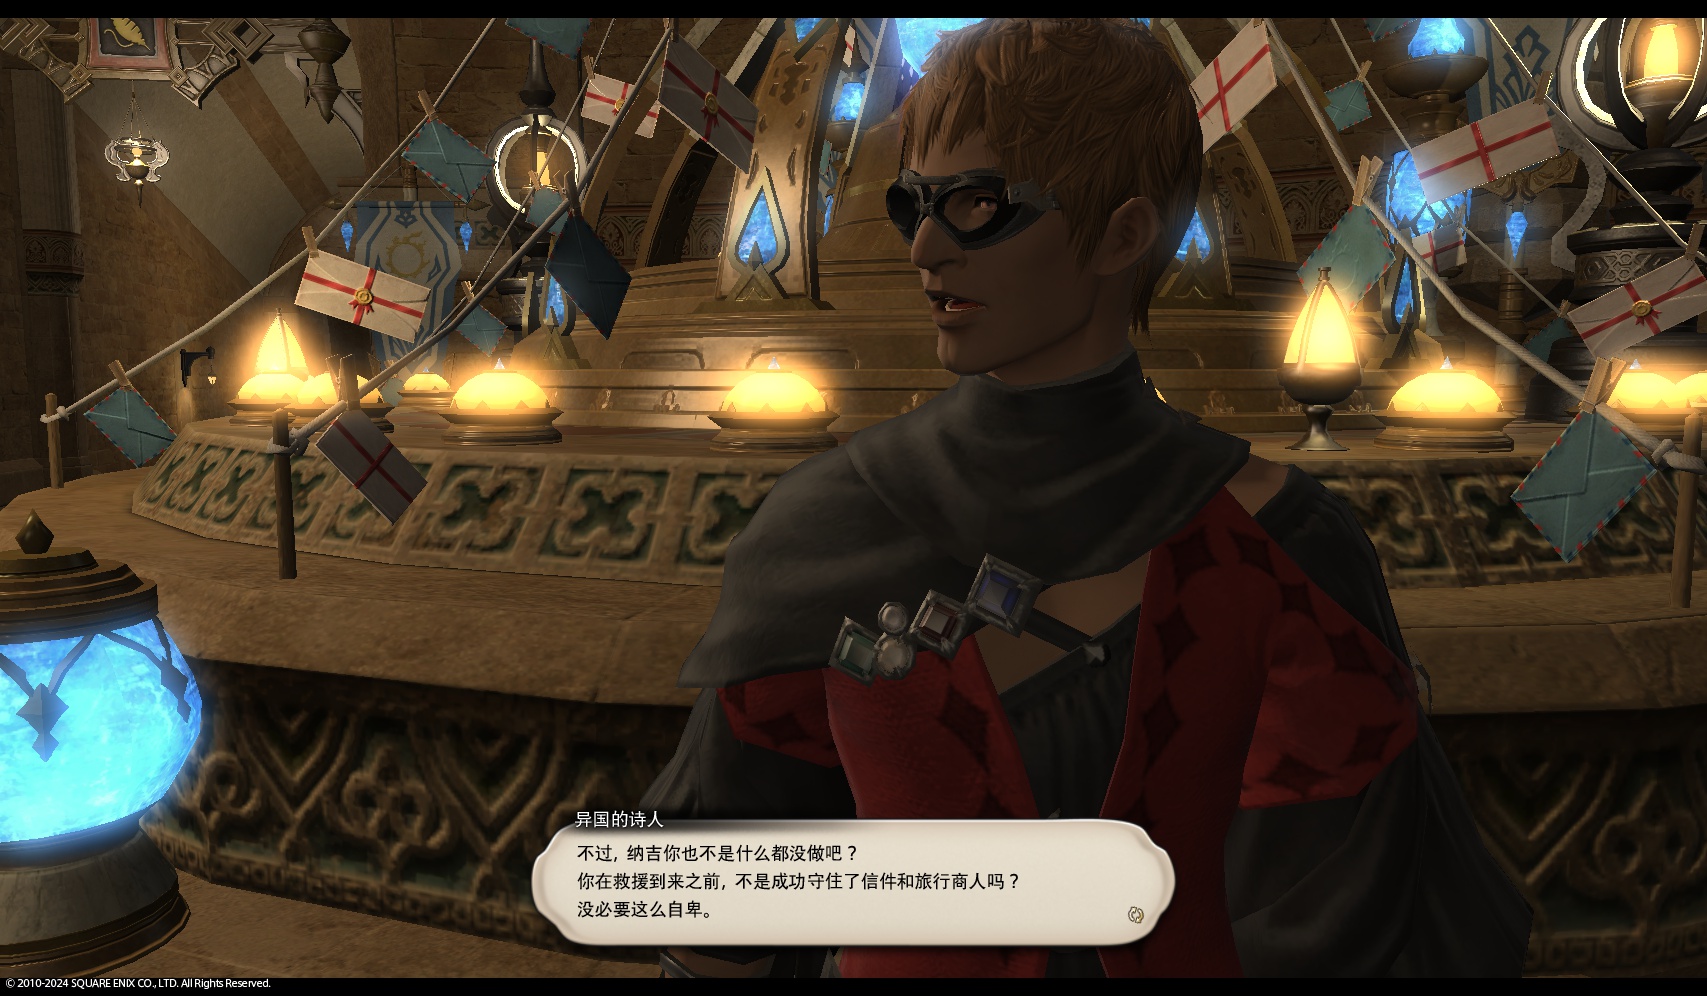 异国的诗人
不过，纳吉你也不是什么都没做吧？
你在救援到来之前，不是成功守住了信件和旅行商人吗？
没必要这么自卑。
© 2010-2024 SQUARE ENIX CO., LTD. All Rights Reserved.